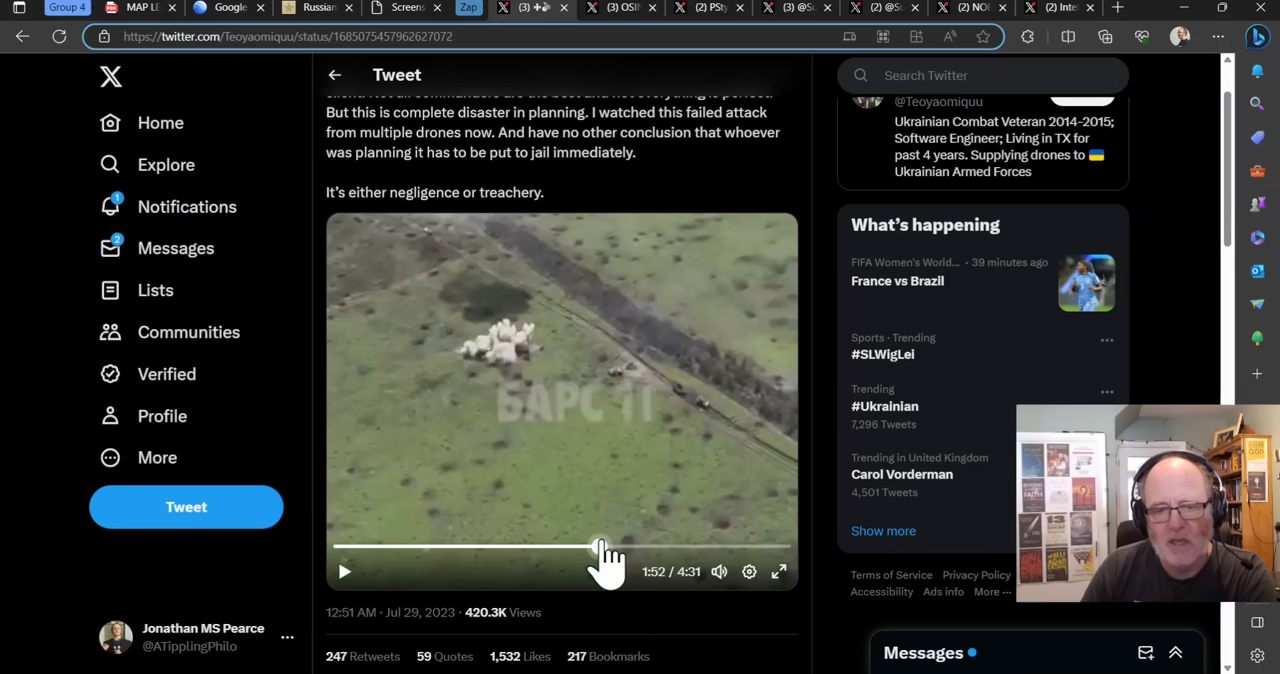 Group 4
MAP LE
Google
Russian
Screens
Zap
(3)
(3) OSIN
(2) PSty
(3) @Su
(2) @Su
(2) NOE
(2) Intel
https://twitter.com/Teoyaomiquu/status/1685075457962627072
Home
Explore
Notifications
1
Messages
2
Lists
Communities
Verified
Profile
More
Tweet
Jonathan MS Pearce
@ATipplingPhilo
Tweet
But this is complete disaster in planning. I watched this failed attack
from multiple drones now. And have no other conclusion that whoever
was planning it has to be put to jail immediately.
It's either negligence or treachery.
БАРС 11
1:52 / 4:31
12:51 AM · Jul 29, 2023 · 420.3K Views
247 Retweets 59 Quotes 1,532 Likes 217 Bookmarks
Search Twitter
@Teoyaomiquu
Ukrainian Combat Veteran 2014-2015;
Software Engineer; Living in TX for
past 4 years. Supplying drones to
Ukrainian Armed Forces
What's happening
FIFA Women's World... · 39 minutes ago
France vs Brazil
Sports · Trending
#SLWigLei
Trending
#Ukrainian
7,296 Tweets
Trending in United Kingdom
Carol Vorderman
4,501 Tweets
Show more
Terms of Service Privacy Policy
Accessibility Ads info More ...
Messages